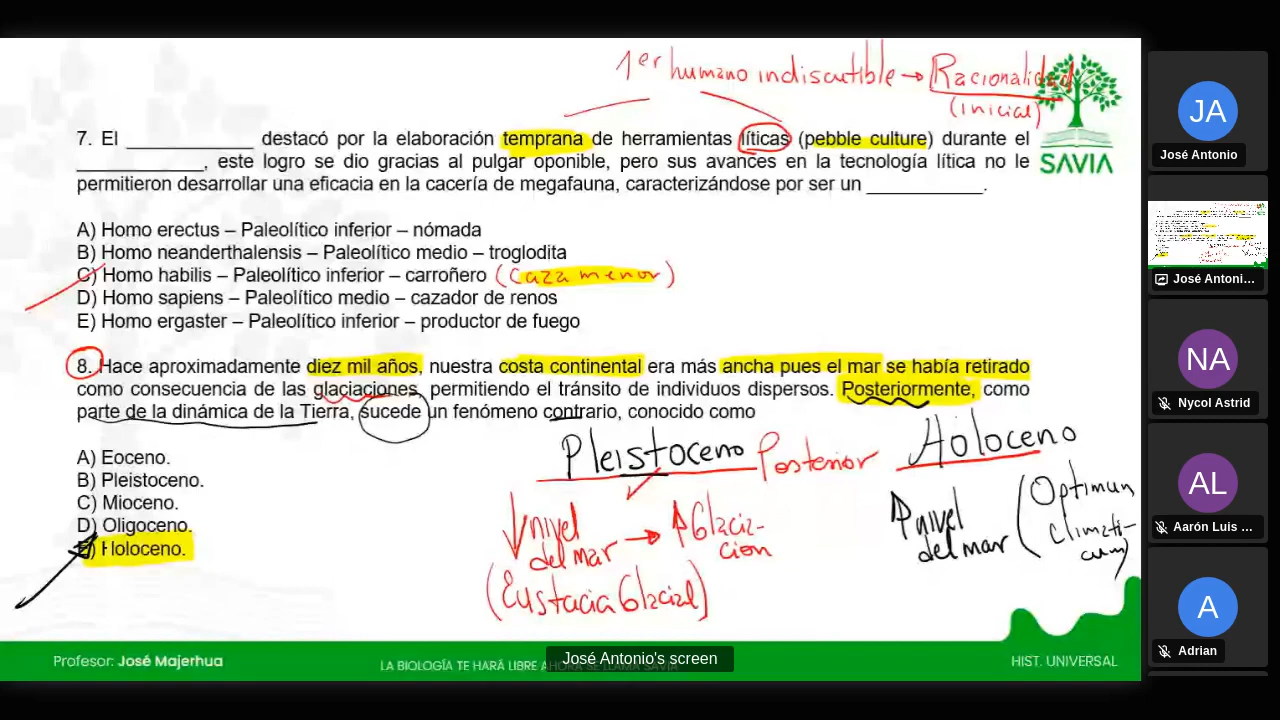 1er humano indiscutible → Racionalidad
(inicial)
SAVIA
7. El ____________ destacó por la elaboración temprana de herramientas líticas (pebble culture) durante el
____________, este logro se dio gracias al pulgar oponible, pero sus avances en la tecnología lítica no le
permitieron desarrollar una eficacia en la cacería de megafauna, caracterizándose por ser un ___________.
A) Homo erectus – Paleolítico inferior – nómada
B) Homo neanderthalensis – Paleolítico medio – troglodita
C) Homo habilis – Paleolítico inferior – carroñero (caza menor)
D) Homo sapiens – Paleolítico medio – cazador de renos
E) Homo ergaster – Paleolítico inferior – productor de fuego
8. Hace aproximadamente diez mil años, nuestra costa continental era más ancha pues el mar se había retirado
como consecuencia de las glaciaciones, permitiendo el tránsito de individuos dispersos. Posteriormente, como
parte de la dinámica de la Tierra, sucede un fenómeno contrario, conocido como
A) Eoceno.
B) Pleistoceno.
C) Mioceno.
D) Oligoceno.
E) Holoceno.
Pleistoceno Posterior Holoceno
↓ nivel del mar → ↑ Glaciación
(Eustacia Glacial)
↑ nivel del mar
(Optimun
climati-
cum)
Profesor: José Majerhua
LA BIOLOGÍA TE HARÁ LIBRE AHORA SE LLAMA SAVIA
HIST. UNIVERSAL
José Antonio's screen
JA
José Antonio
José Antoni...
NA
Nycol Astrid
AL
Aarón Luis ...
A
Adrian